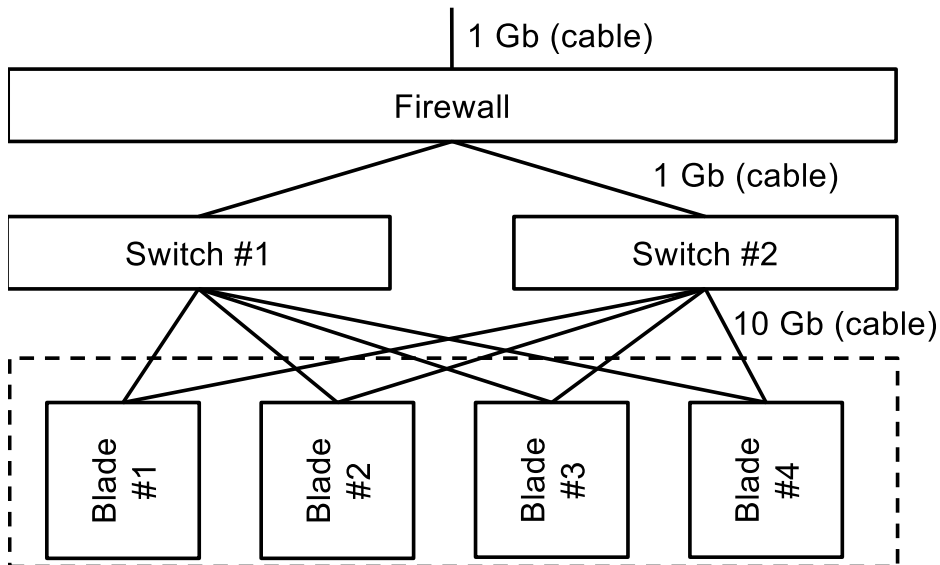 1 Gb (cable)
Firewall
1 Gb (cable)
Switch #1
Switch #2
10 Gb (cable)
Blade
#1
Blade
#2
Blade
#3
Blade
#4